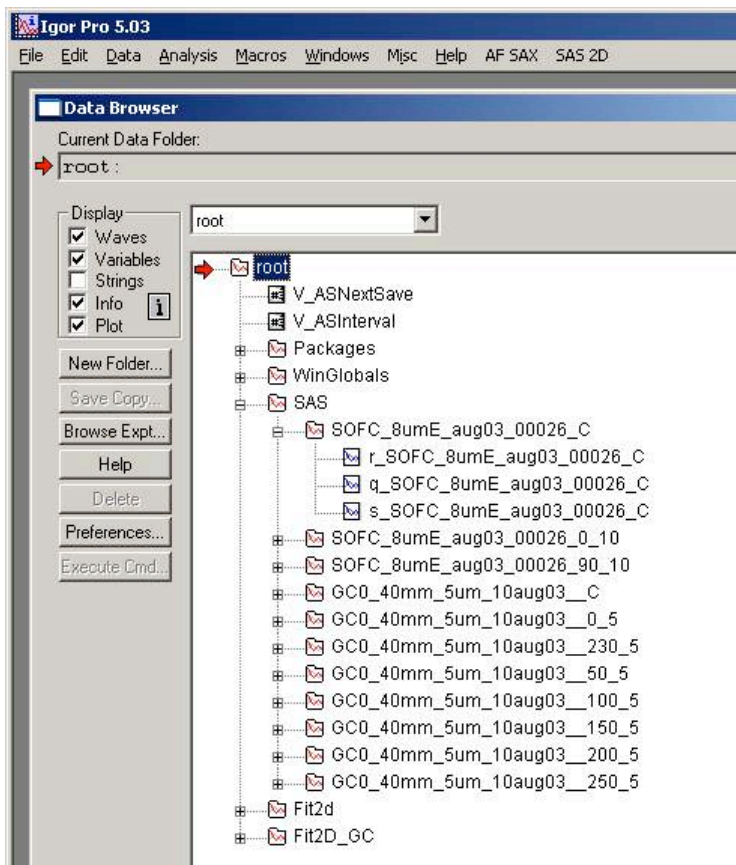 Igor Pro 5.03
File Edit Data Analysis Macros Windows Misc Help AF SAX SAS 2D
Data Browser
Current Data Folder:
root:
Display
Waves
Variables
Strings
Info
i
Plot
New Folder...
Save Copy...
Browse Expt...
Help
Delete
Preferences...
Execute Cmd...
root
root
V_ASNextSave
V_ASInterval
Packages
WinGlobals
SAS
SOFC_8umE_aug03_00026_C
r_SOFC_8umE_aug03_00026_C
q_SOFC_8umE_aug03_00026_C
s_SOFC_8umE_aug03_00026_C
SOFC_8umE_aug03_00026_0_10
SOFC_8umE_aug03_00026_90_10
GC0_40mm_5um_10aug03__C
GC0_40mm_5um_10aug03__0_5
GC0_40mm_5um_10aug03__230_5
GC0_40mm_5um_10aug03__50_5
GC0_40mm_5um_10aug03__100_5
GC0_40mm_5um_10aug03__150_5
GC0_40mm_5um_10aug03__200_5
GC0_40mm_5um_10aug03__250_5
Fit2d
Fit2D_GC